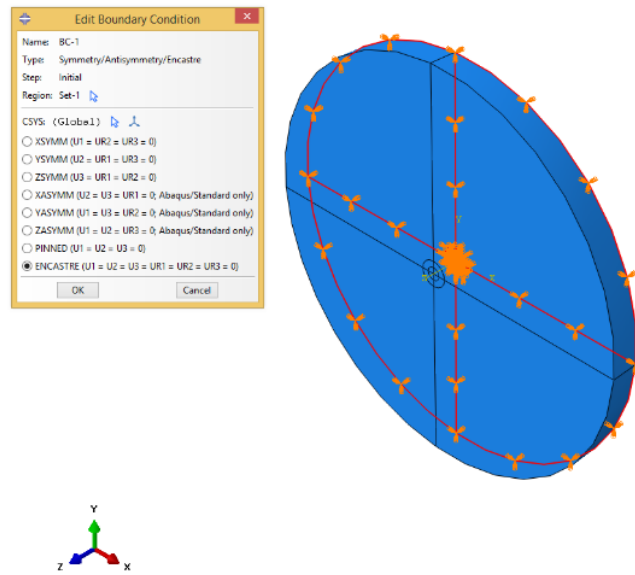 Edit Boundary Condition
Name: BC-1
Type: Symmetry/Antisymmetry/Encastre
Step: Initial
Region: Set-1
CSYS: (Global)
XSYMM (U1 = UR2 = UR3 = 0)
YSYMM (U2 = UR1 = UR3 = 0)
ZSYMM (U3 = UR1 = UR2 = 0)
XASYMM (U2 = U3 = UR1 = 0; Abaqus/Standard only)
YASYMM (U1 = U3 = UR2 = 0; Abaqus/Standard only)
ZASYMM (U1 = U2 = UR3 = 0; Abaqus/Standard only)
PINNED (U1 = U2 = U3 = 0)
ENCASTRE (U1 = U2 = U3 = UR1 = UR2 = UR3 = 0)
OK Cancel
Y
X
Y
Z X